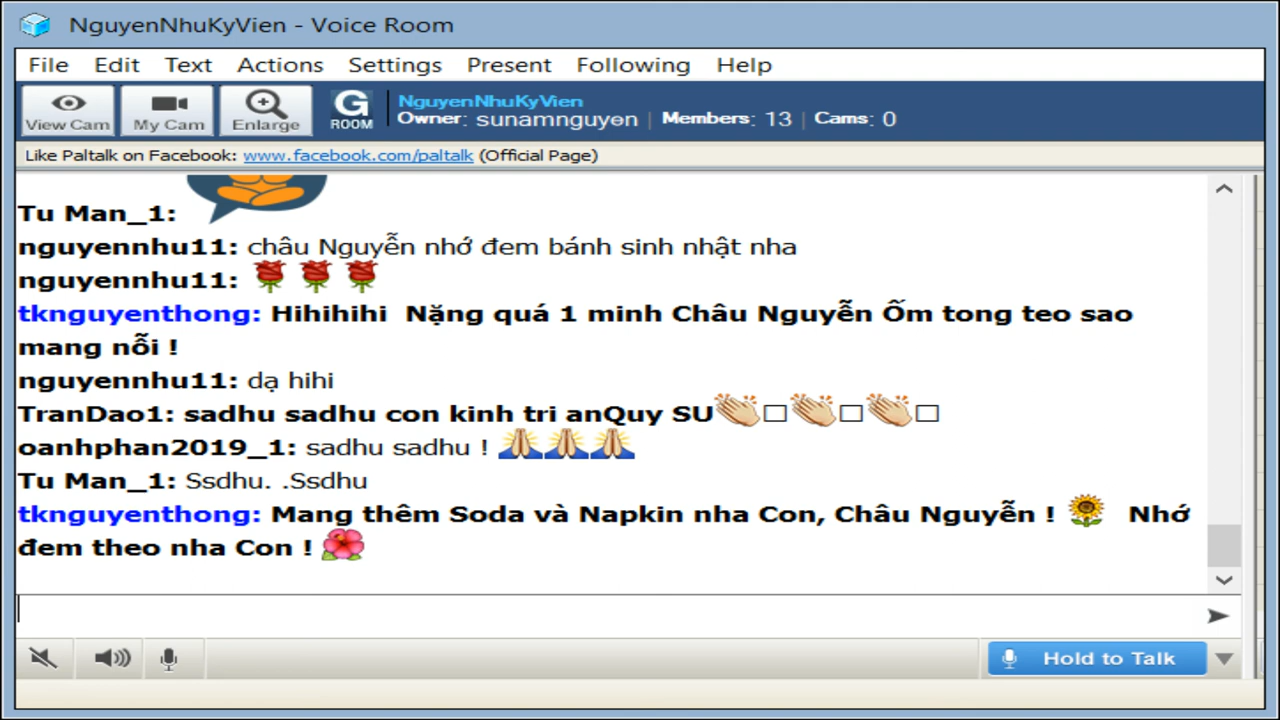 NguyenNhuKyVien - Voice Room
File Edit Text Actions Settings Present Following Help
View Cam My Cam Enlarge G ROOM
NguyenNhuKyVien
Owner: sunamnguyen | Members: 13 | Cams: 0
Like Paltalk on Facebook: www.facebook.com/paltalk (Official Page)
Tu Man_1:
nguyennhu11: châu Nguyễn nhớ đem bánh sinh nhật nha
nguyennhu11: 🌹 🌹 🌹
tknguyenthong: Hihihihi Nặng quá 1 minh Châu Nguyễn Ốm tong teo sao
mang nỗi !
nguyennhu11: dạ hihi
TranDao1: sadhu sadhu con kinh tri anQuy SU👏🏼□👏🏼□👏🏼□
oanhphan2019_1: sadhu sadhu ! 🙏🙏🙏
Tu Man_1: Ssdhu. .Ssdhu
tknguyenthong: Mang thêm Soda và Napkin nha Con, Châu Nguyễn ! 🌻 Nhớ
đem theo nha Con ! 🌺
Hold to Talk